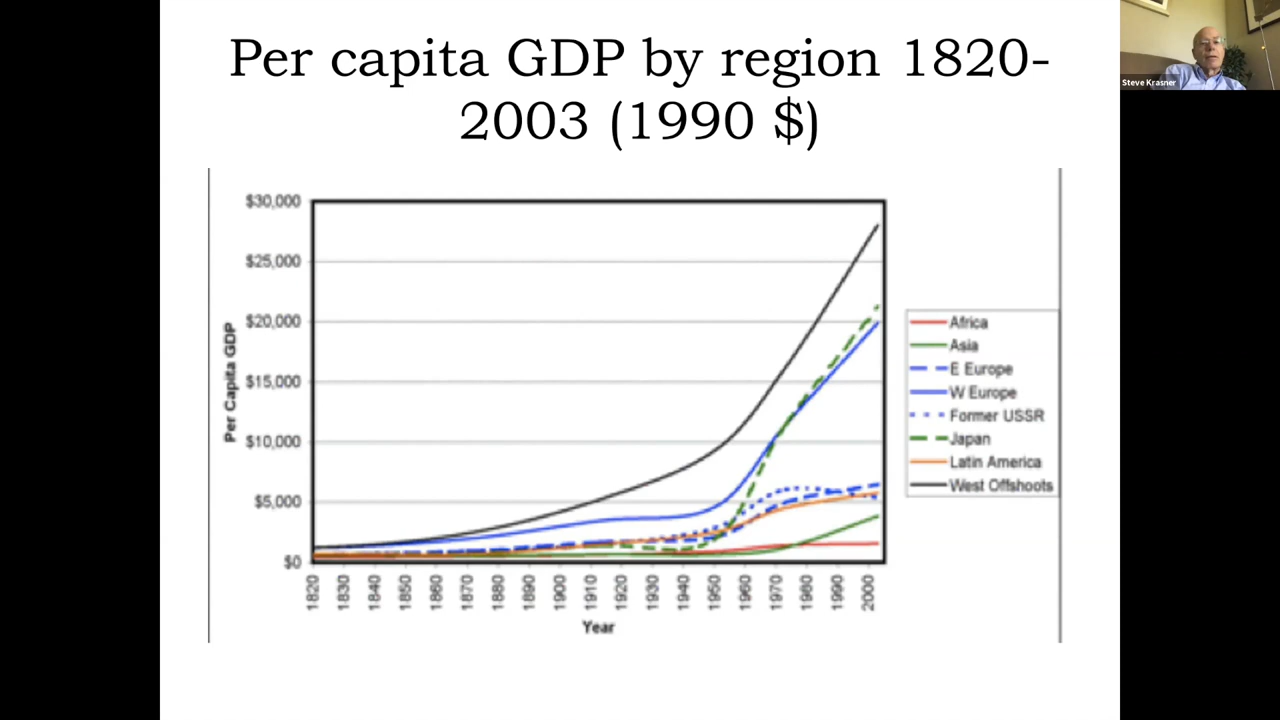 Per capita GDP by region 1820-
2003 (1990 $)
Steve Krasner
$30,000
$25,000
$20,000
$15,000
$10,000
$5,000
$0
Per Capita GDP
1820
1830
1840
1850
1860
1870
1880
1890
1900
1910
1920
1930
1940
1950
1960
1970
1980
1990
2000
Year
Africa
Asia
E Europe
W Europe
Former USSR
Japan
Latin America
West Offshoots